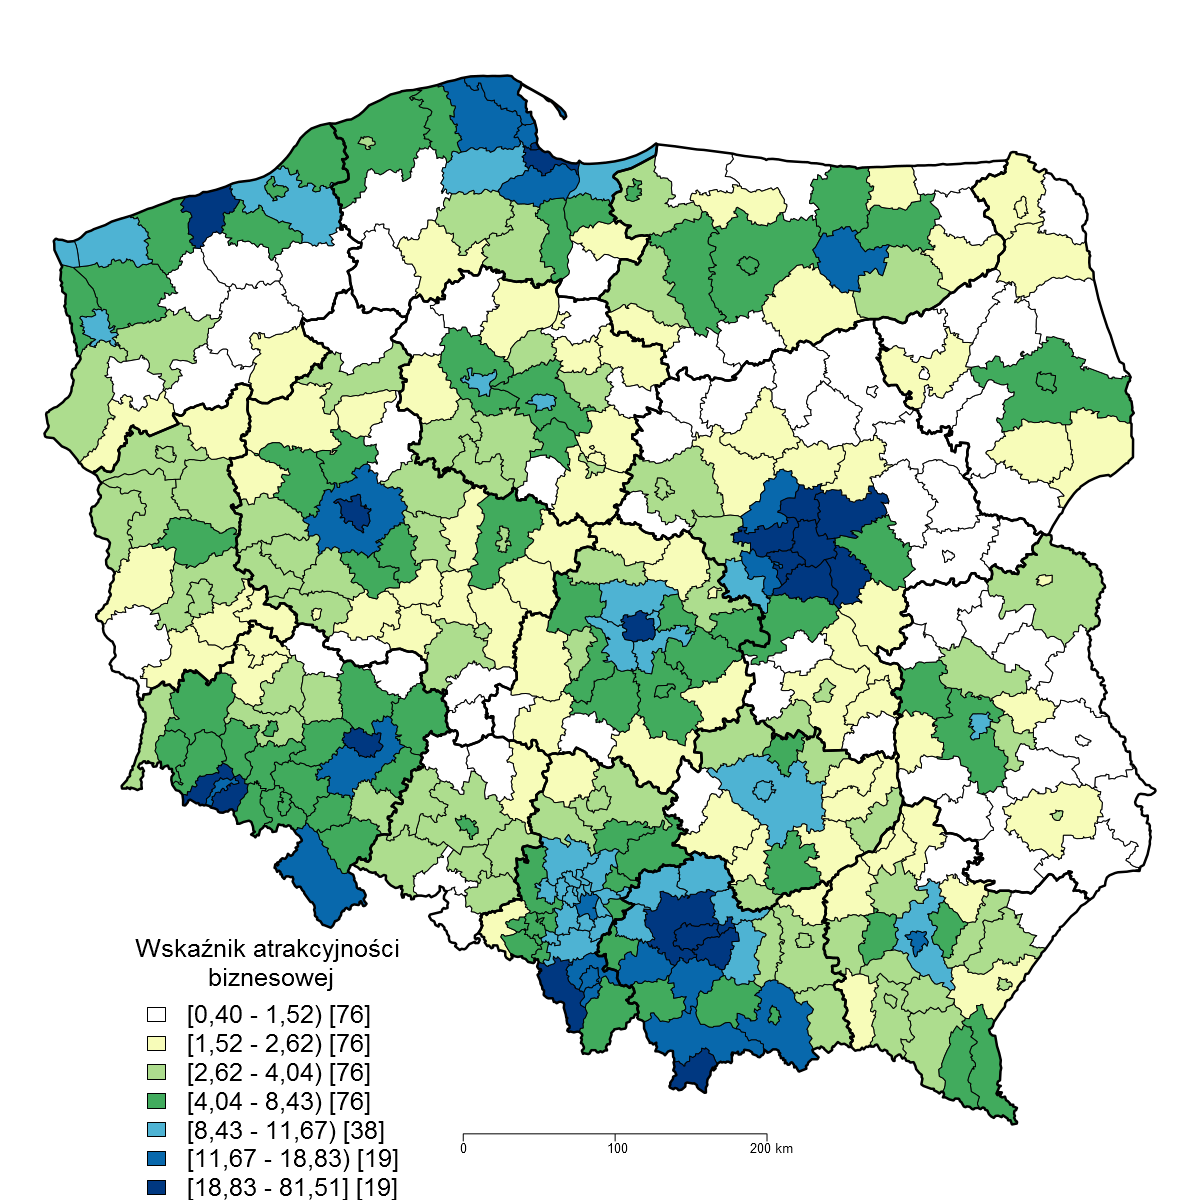 Wskaźnik atrakcyjności
biznesowej
[0,40 - 1,52) [76]
[1,52 - 2,62) [76]
[2,62 - 4,04) [76]
[4,04 - 8,43) [76]
[8,43 - 11,67) [38]
[11,67 - 18,83) [19]
[18,83 - 81,51] [19]
0 100 200 km